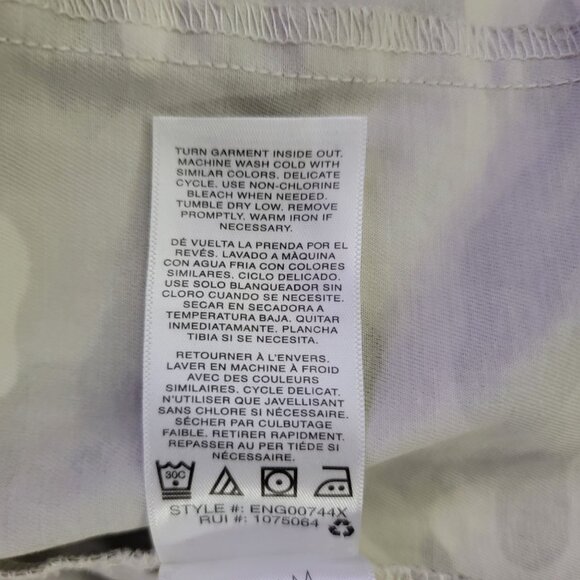 TURN GARMENT INSIDE OUT.
MACHINE WASH COLD WITH
SIMILAR COLORS. DELICATE
CYCLE. USE NON-CHLORINE
BLEACH WHEN NEEDED.
TUMBLE DRY LOW. REMOVE
PROMPTLY. WARM IRON IF
NECESSARY.
DÉ VUELTA LA PRENDA POR EL
REVÉS. LAVADO A MÀQUINA
CON AGUA FRIA CON COLORES
SIMILARES. CICLO DELICADO.
USE SOLO BLANQUEADOR SIN
CLORO CUANDO SE NECESITE.
SECAR EN SECADORA A
TEMPERATURA BAJA. QUITAR
INMEDIATAMENTE. PLANCHA
TIBIA SI SE NECESITA.
RETOURNER À L'ENVERS.
LAVER EN MACHINE À FROID
AVEC DES COULEURS
SIMILAIRES. CYCLE DELICAT.
N'UTILISER QUE JAVELLISANT
SANS CHLORE SI NÉCESSAIRE.
SÉCHER PAR CULBUTAGE
FAIBLE. RETIRER RAPIDMENT.
REPASSER AU PER TIÉDE SI
NÉCESSAIRE.
30C
STYLE #: ENG00744X
RUI #: 1075064